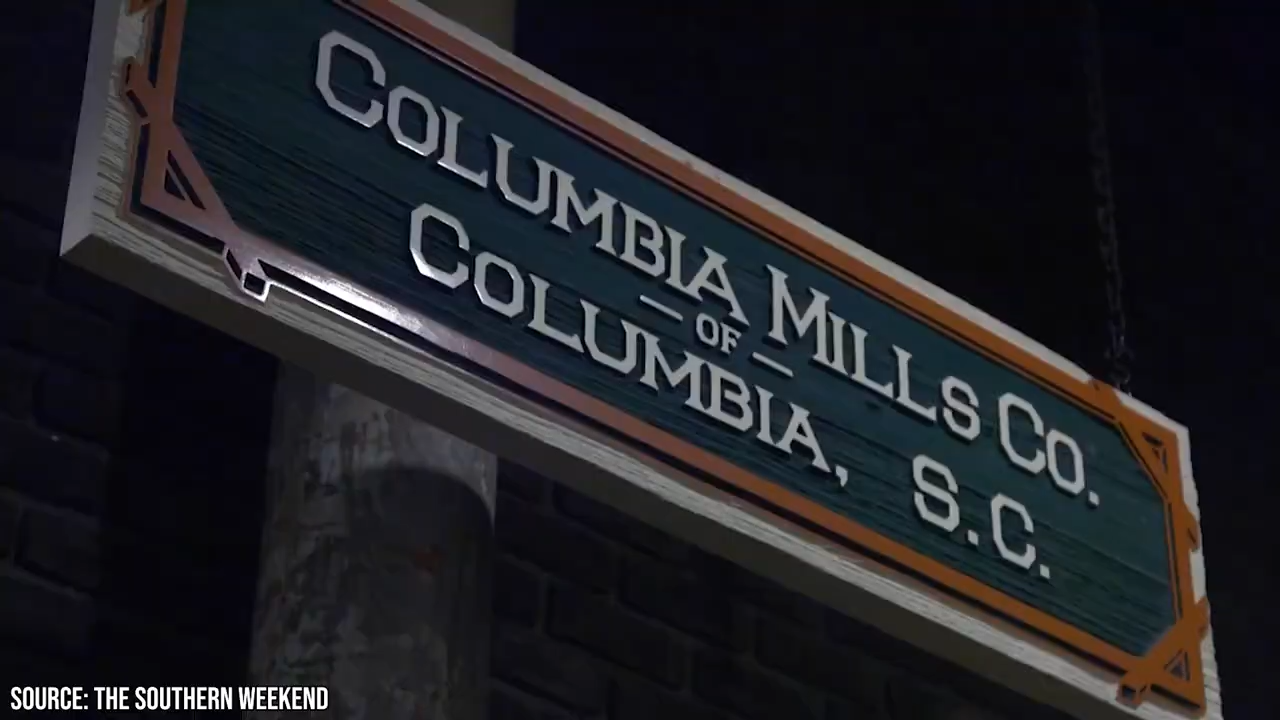 COLUMBIA MILLS CO.
OF
COLUMBIA, S.C.
SOURCE: THE SOUTHERN WEEKEND